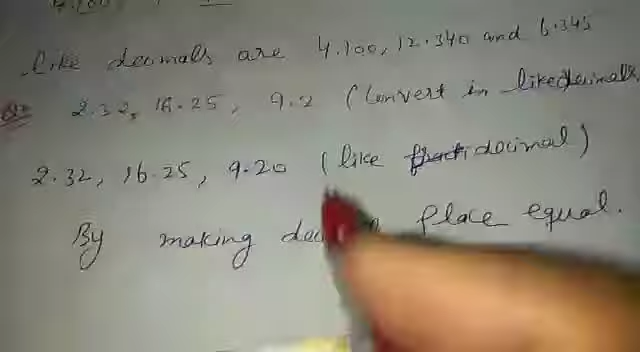 Like decimals are 4.100, 12.340 and 6.345
2.32, 16.25, 9.2 (Convert in like decimals
2.32, 16.25, 9.20 (like decimal)
By making place equal.